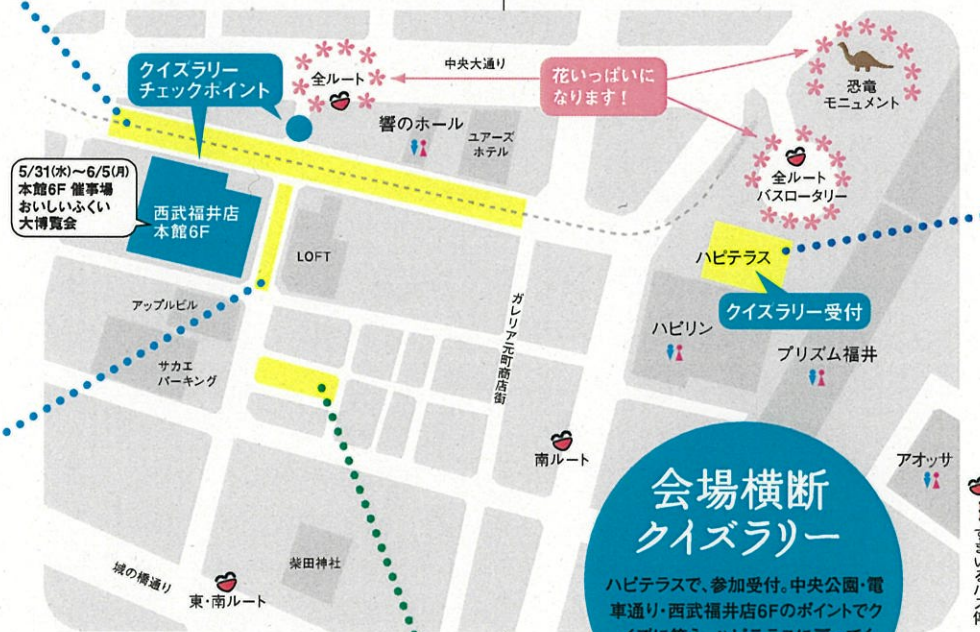 クイズラリー
チェックポイント
全ルート
中央大通り
花いっぱいに
なります！
恐竜
モニュメント
響のホール
ユアーズ
ホテル
全ルート
バスロータリー
5/31(水)〜6/5(月)
本館6F 催事場
おいしいふくい
大博覧会
西武福井店
本館6F
LOFT
ハピテラス
クイズラリー受付
アップルビル
ガレリア元町商店街
ハピリン
プリズム福井
サカエ
パーキング
南ルート
アオッサ
会場横断
クイズラリー
ハピテラスで、参加受付。中央公園・電
車通り・西武福井店6Fのポイントでク
柴田神社
城の橋通り
東・南ルート